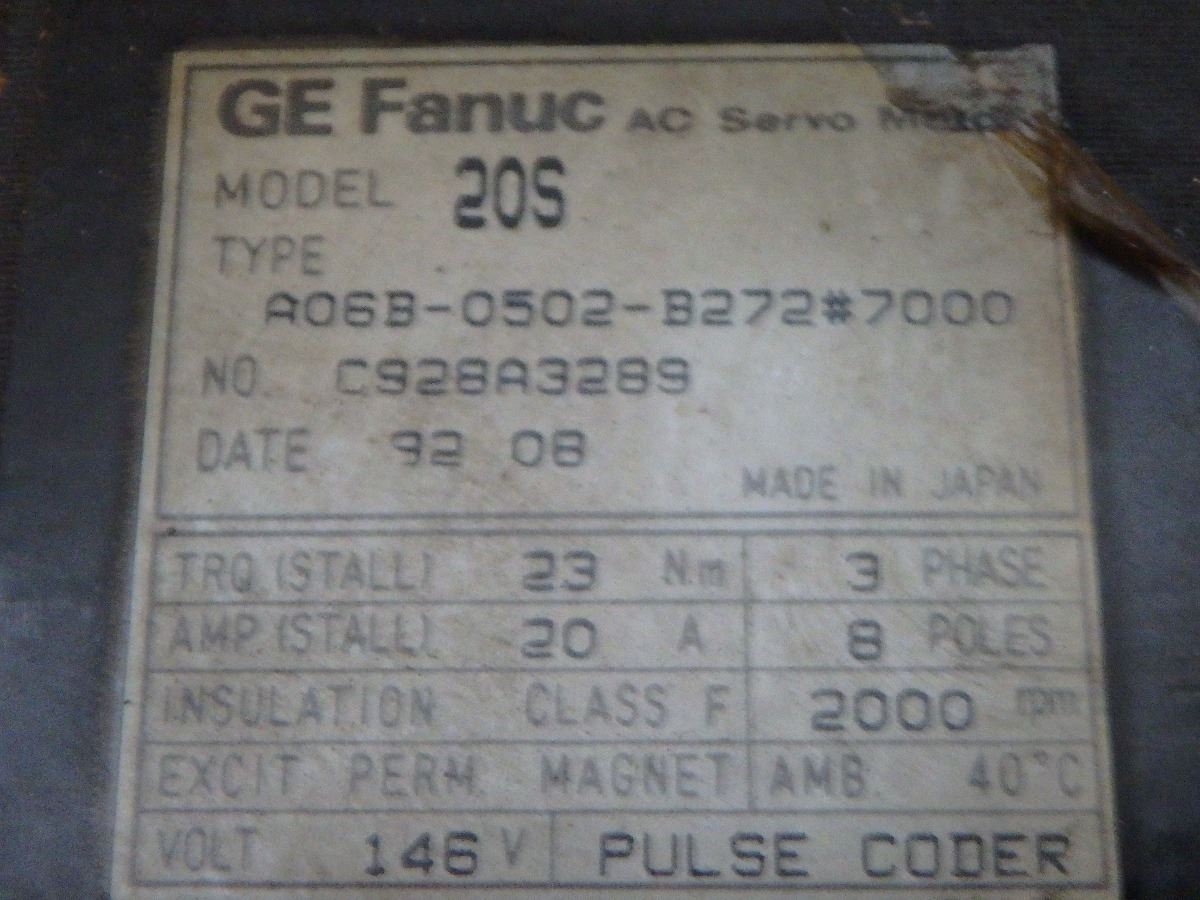 GE Fanuc AC Servo Motor
MODEL 20S
TYPE
A06B-0502-B272#7000
NO. C928A3289
DATE 92 08
MADE IN JAPAN
TRQ.(STALL) 23 N.m 3 PHASE
AMP.(STALL). 20 A 8 POLES
INSULATION CLASS F 2000 rpm
EXCIT PERM. MAGNET AMB. 40°C
VOLT 146 V PULSE CODER